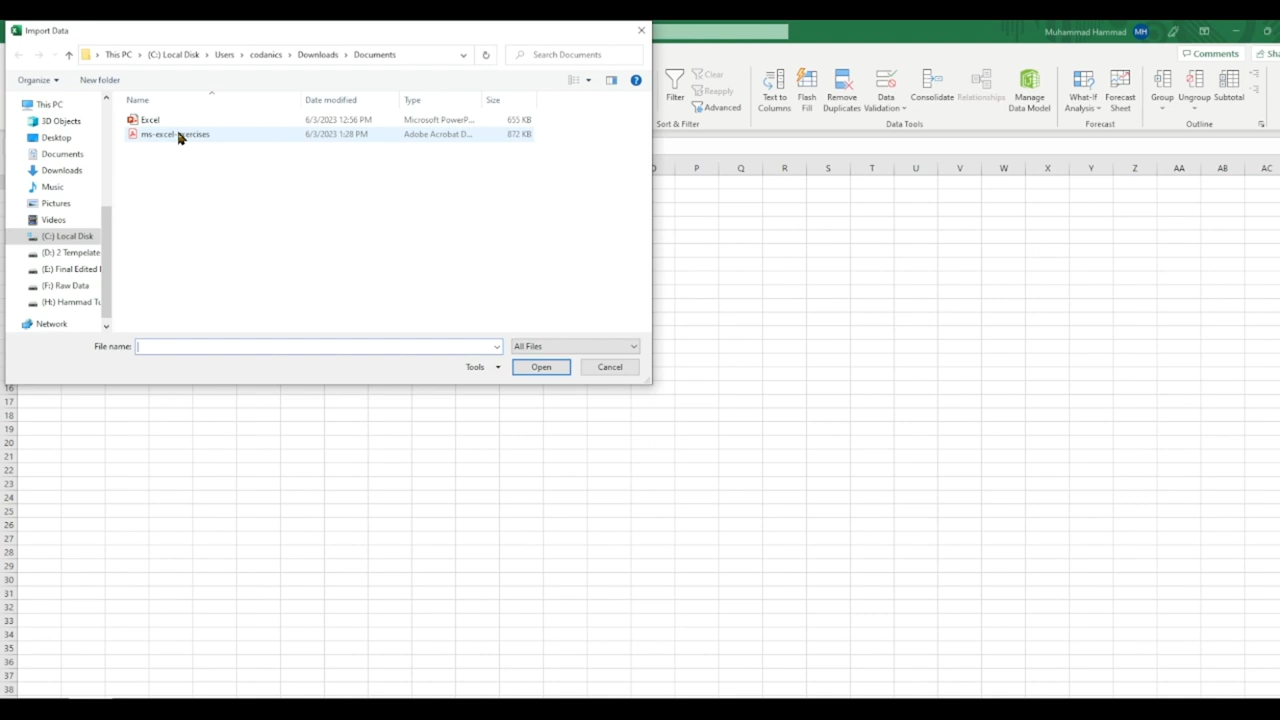 Import Data
Muhammad Hammad MH
This PC > (C:) Local Disk > Users > codanics > Downloads > Documents
Search Documents
Comments
Organize
New folder
Filter
Clear
Reapply
Advanced
Sort & Filter
Text to Columns
Flash Fill
Remove Duplicates
Data Validation
Consolidate
Relationships
Manage Data Model
Data Tools
What-If Analysis
Forecast Sheet
Forecast
Group
Ungroup
Subtotal
Outline
Name Date modified Type Size
Excel 6/3/2023 12:56 PM Microsoft PowerP... 655 KB
ms-excel-exercises 6/3/2023 1:28 PM Adobe Acrobat D... 872 KB
This PC
3D Objects
Desktop
Documents
Downloads
Music
Pictures
Videos
(C:) Local Disk
(D:) 2 Tempelate
(E:) Final Edited
(F:) Raw Data
(H:) Hammad Tu
Network
File name:
All Files
Tools
Open
Cancel
P Q R S T U V W X Y Z AA AB AC
16
17
18
19
20
21
22
23
24
25
26
27
28
29
30
31
32
33
34
35
36
37
38